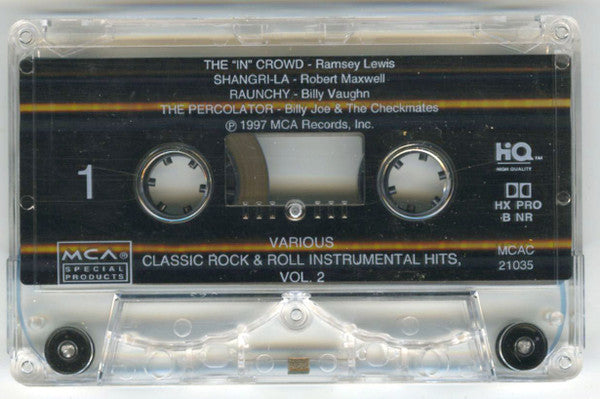 THE "IN" CROWD - Ramsey Lewis
SHANGRI-LA - Robert Maxwell
RAUNCHY - Billy Vaughn
THE PERCOLATOR - Billy Joe & The Checkmates
℗ 1997 MCA Records, Inc.
1
HiQ TM
HIGH QUALITY
HX PRO
B NR
MCA®
SPECIAL
PRODUCTS
VARIOUS
CLASSIC ROCK & ROLL INSTRUMENTAL HITS,
VOL. 2
MCAC
21035